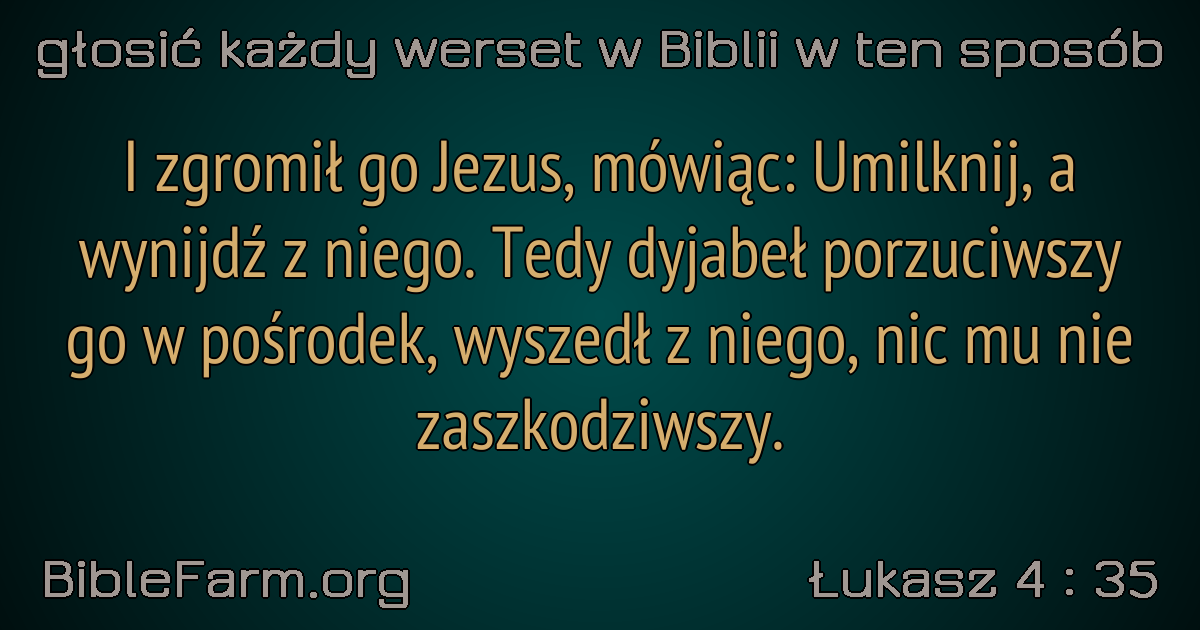 głosić każdy werset w Biblii w ten sposób
I zgromił go Jezus, mówiąc: Umilknij, a
wynijdź z niego. Tedy dyjabeł porzuciwszy
go w pośrodek, wyszedł z niego, nic mu nie
zaszkodziwszy.
BibleFarm.org
Łukasz 4 : 35